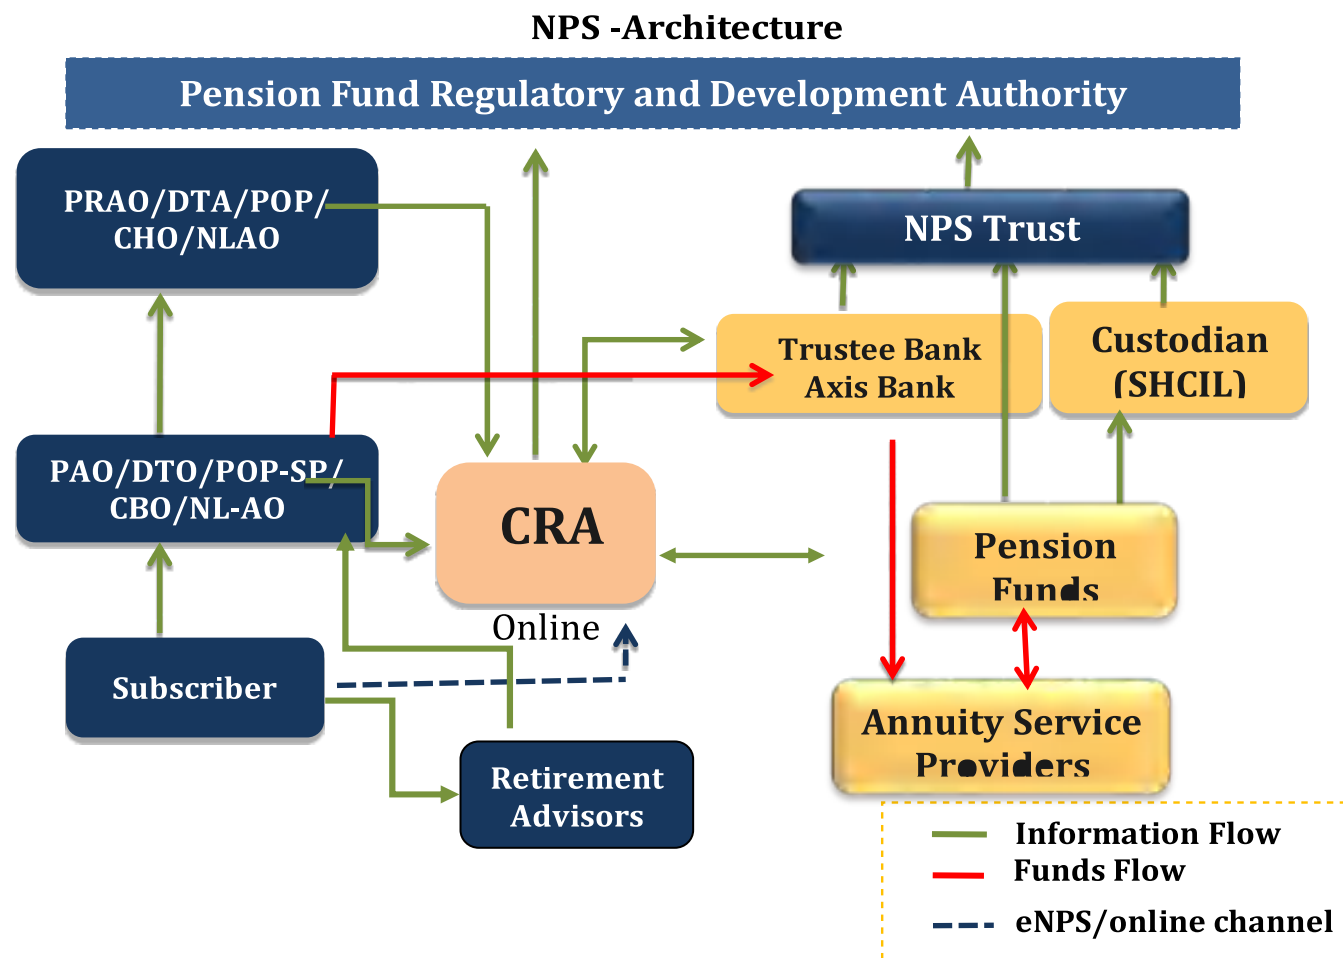 NPS -Architecture
Pension Fund Regulatory and Development Authority
PRAO/DTA/POP/
CHO/NLAO
NPS Trust
Trustee Bank
Axis Bank
Custodian
(SHCIL)
PAO/DTO/POP-SP/
CBO/NL-AO
CRA
Pension
Funds
Online
Subscriber
Annuity Service
Providers
Retirement
Advisors
Information Flow
Funds Flow
eNPS/online channel